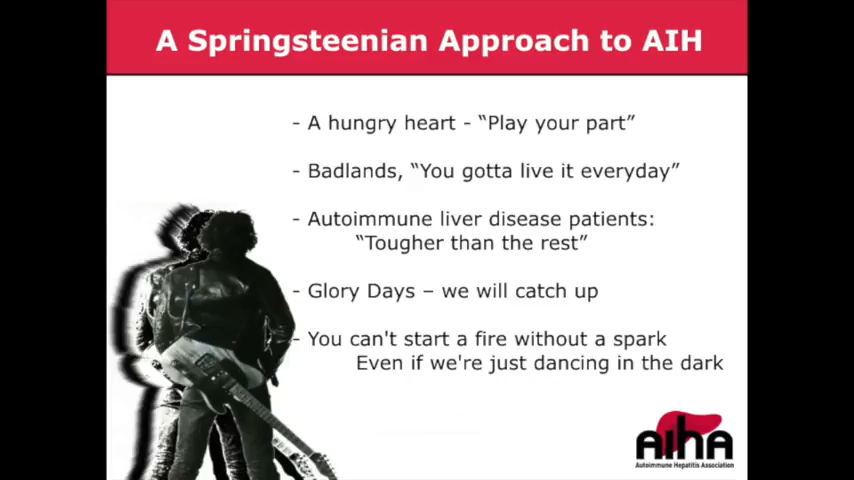 A Springsteenian Approach to AIH
- A hungry heart - “Play your part”
- Badlands, “You gotta live it everyday”
- Autoimmune liver disease patients:
“Tougher than the rest”
- Glory Days – we will catch up
- You can't start a fire without a spark
Even if we're just dancing in the dark
AIHA
Autoimmune Hepatitis Association